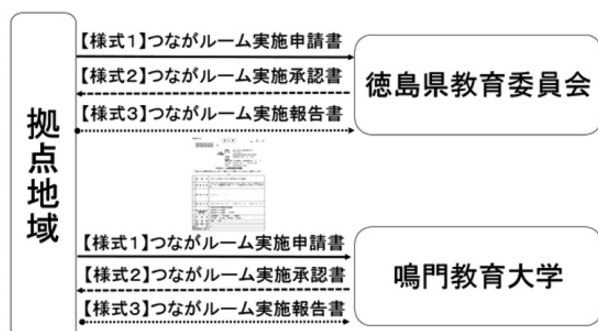 【様式1】つながルーム実施申請書
【様式2】つながルーム実施承認書
【様式3】つながルーム実施報告書
徳島県教育委員会
拠点地域
【様式1】つながルーム実施申請書
【様式2】つながルーム実施承認書
【様式3】つながルーム実施報告書
鳴門教育大学